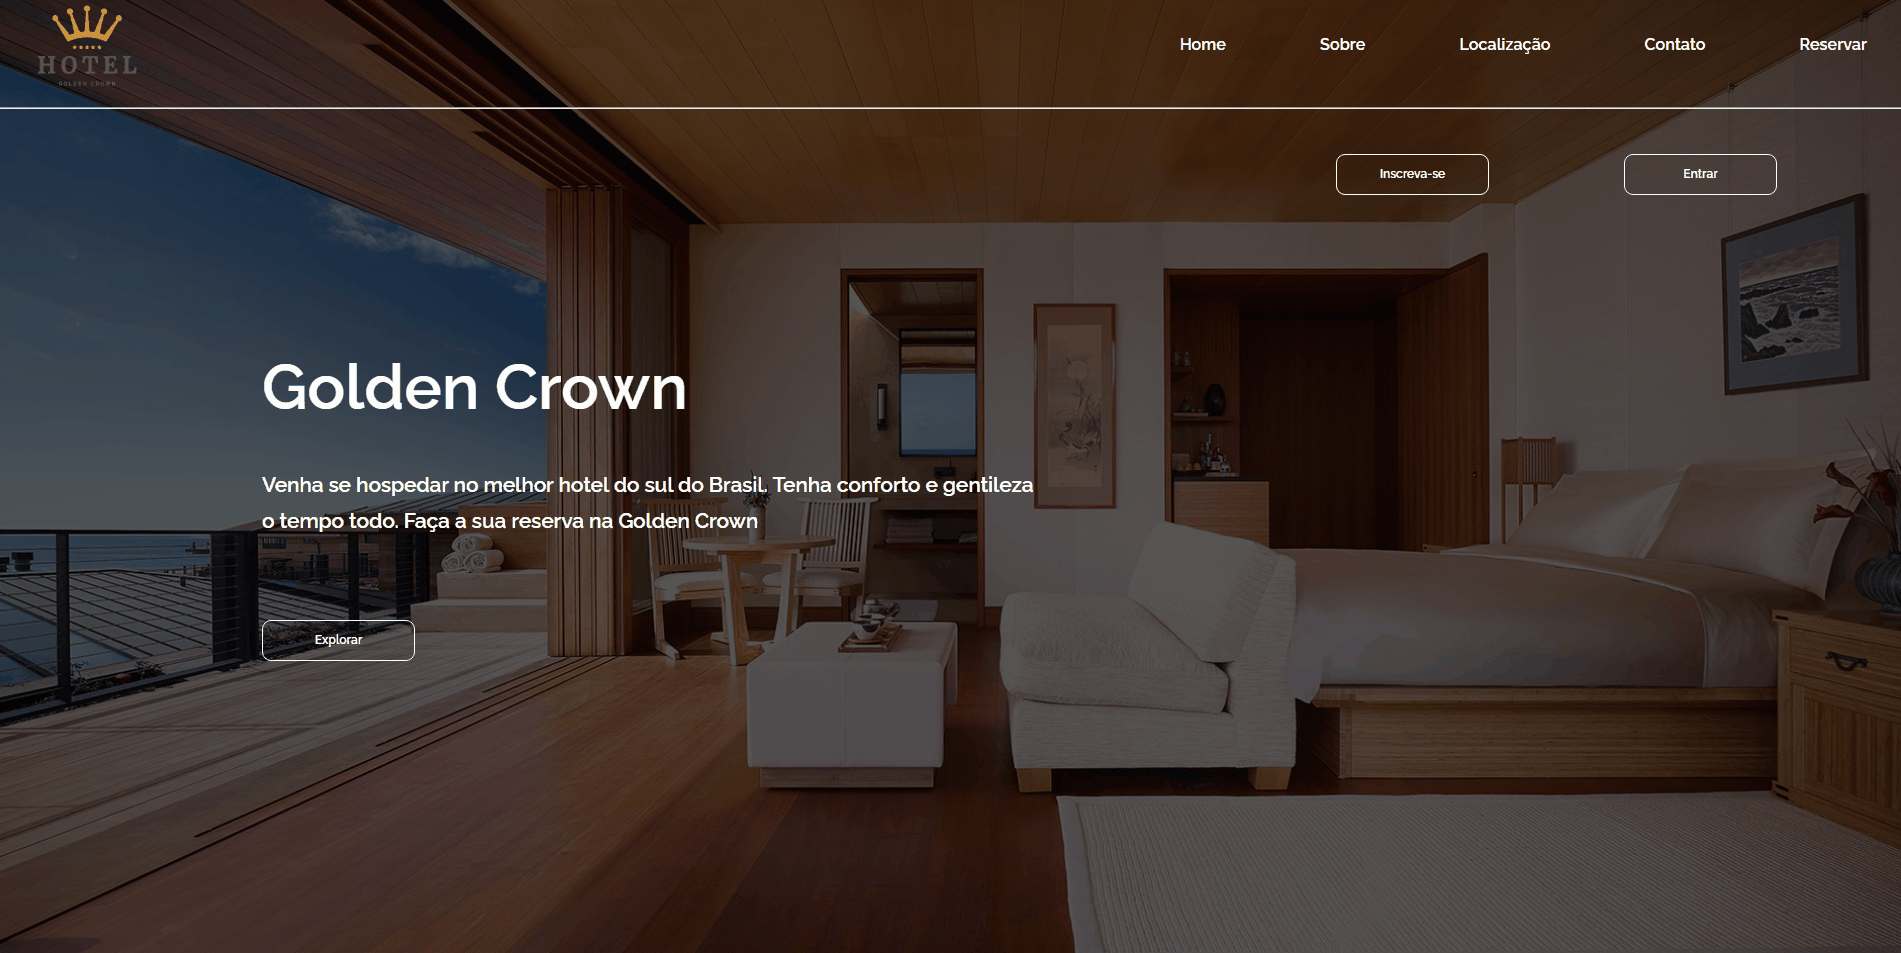 HOTEL
GOLDEN CROWN
Home
Sobre
Localização
Contato
Reservar
Inscreva-se
Entrar
Golden Crown
Venha se hospedar no melhor hotel do sul do Brasil. Tenha conforto e gentileza
o tempo todo. Faça a sua reserva na Golden Crown
Explorar